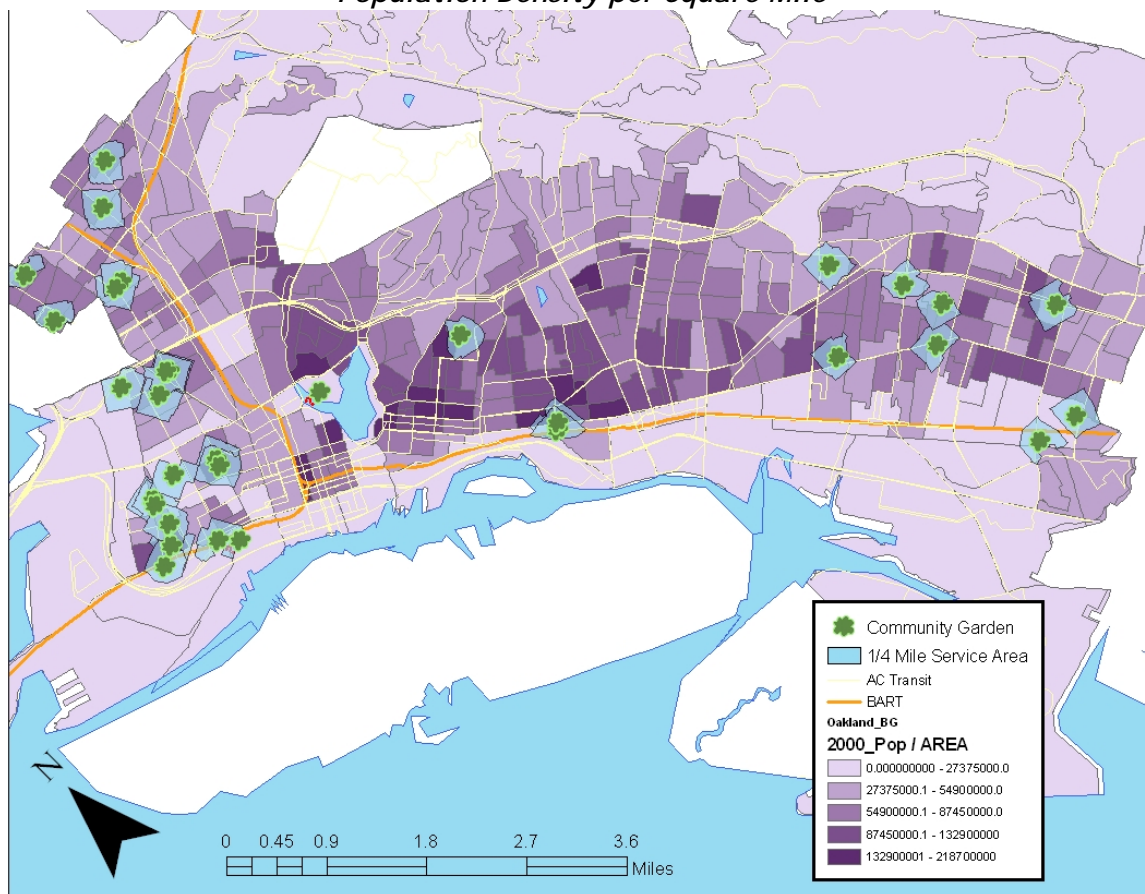 Population Density per Square Mile
Community Garden
1/4 Mile Service Area
AC Transit
BART
Oakland_BG
2000_Pop / AREA
0.000000000 - 27375000.0
27375000.1 - 54900000.0
54900000.1 - 87450000.0
87450000.1 - 132900000
132900001 - 218700000
N
0 0.45 0.9 1.8 2.7 3.6
Miles